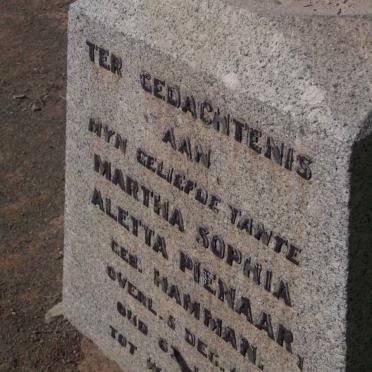 TER GEDACHTENIS
AAN
MYN GELIEFDE TANTE
MARTHA SOPHIA
ALETTA PIENAAR,
GEB. HAMMAN.
OVERL. 5 DEC.
OUD
TOT